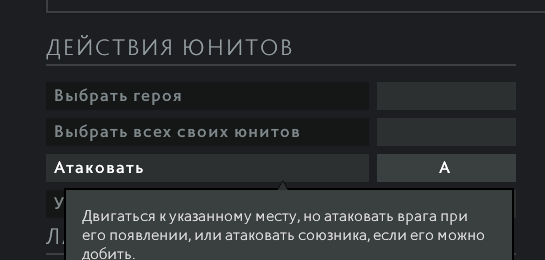 ДЕЙСТВИЯ ЮНИТОВ
Выбрать героя
Выбрать всех своих юнитов
Атаковать A
Двигаться к указанному месту, но атаковать врага при
его появлении, или атаковать союзника, если его можно
добить.